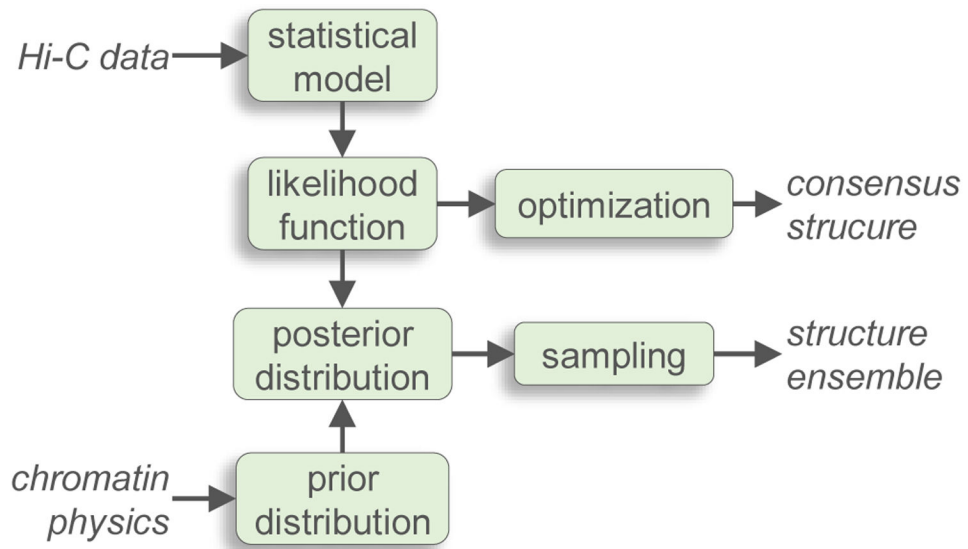 Hi-C data
statistical
model
likelihood
function
optimization
consensus
strucure
posterior
distribution
sampling
structure
ensemble
chromatin
physics
prior
distribution